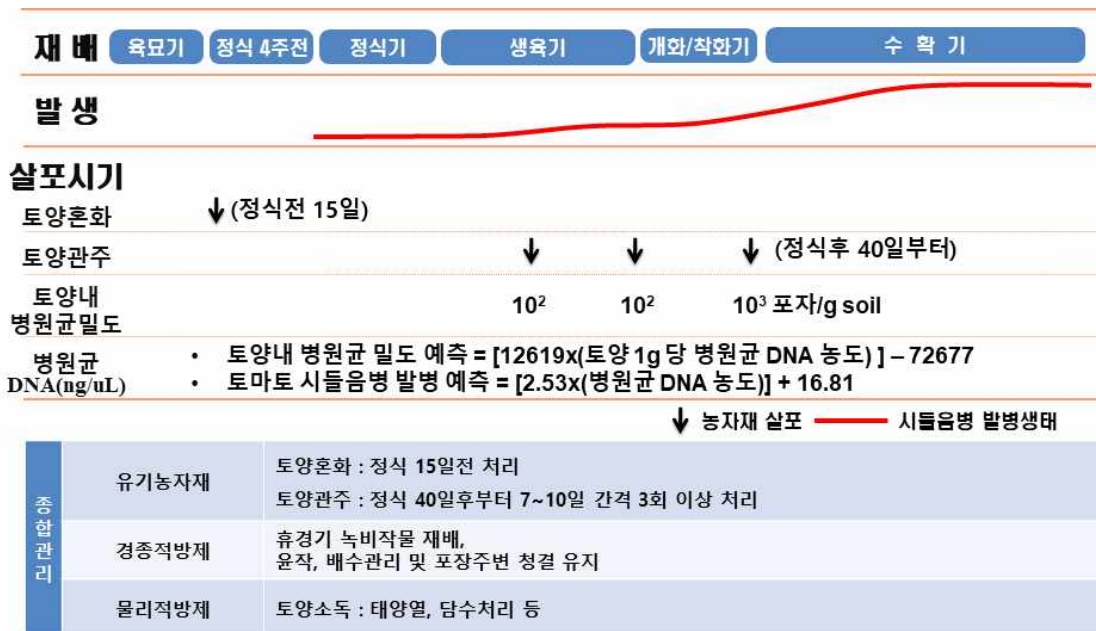 재 배 육묘기 정식 4주전 정식기 생육기 개화/착화기 수 확 기
발 생
살포시기
토양혼화 ↓ (정식전 15일)
토양관주 ↓ ↓ ↓ (정식후 40일부터)
토양내
병원균밀도
10² 10² 10³ 포자/g soil
병원균
DNA(ng/uL)
• 토양내 병원균 밀도 예측 = [12619x(토양 1g 당 병원균 DNA 농도) ] – 72677
• 토마토 시들음병 발병 예측 = [2.53x(병원균 DNA 농도)] + 16.81
↓ 농자재 살포 시들음병 발병생태
종합관리
유기농자재
토양혼화 : 정식 15일전 처리
토양관주 : 정식 40일후부터 7~10일 간격 3회 이상 처리
경종적방제
휴경기 녹비작물 재배,
윤작, 배수관리 및 포장주변 청결 유지
물리적방제
토양소독 : 태양열, 담수처리 등